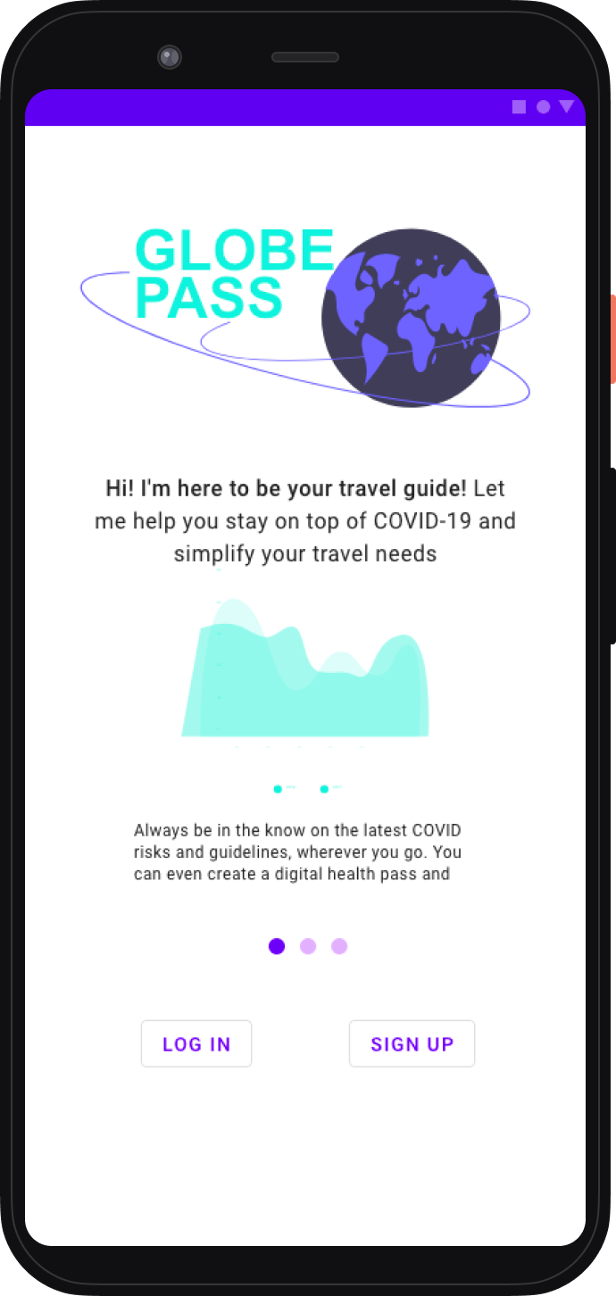 GLOBE
PASS
Hi! I'm here to be your travel guide! Let
me help you stay on top of COVID-19 and
simplify your travel needs
Always be in the know on the latest COVID
risks and guidelines, wherever you go. You
can even create a digital health pass and
LOG IN
SIGN UP